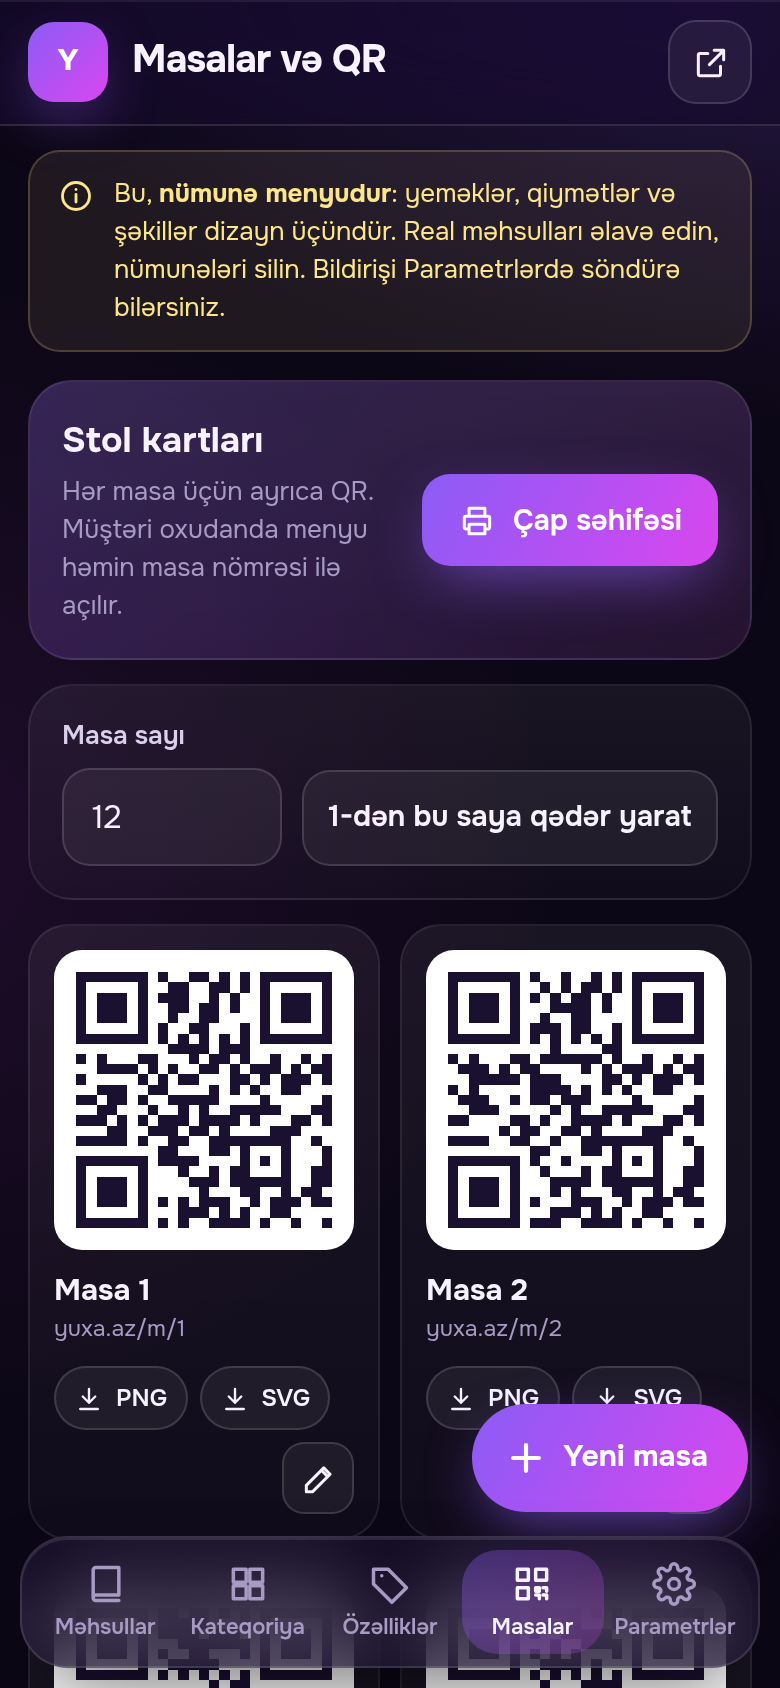 Y
Masalar və QR
Bu, nümunə menyudur: yeməklər, qiymətlər və
şəkillər dizayn üçündür. Real məhsulları əlavə edin,
nümunələri silin. Bildirişi Parametrlərdə söndürə
bilərsiniz.
Stol kartları
Hər masa üçün ayrıca QR.
Müştəri oxudanda menyu
həmin masa nömrəsi ilə
açılır.
Çap səhifəsi
Masa sayı
12
1-dən bu saya qədər yarat
Masa 1
yuxa.az/m/1
PNG
SVG
Masa 2
yuxa.az/m/2
PNG
SVG
Yeni masa
Məhsullar
Kateqoriya
Özəlliklər
Masalar
Parametrlər